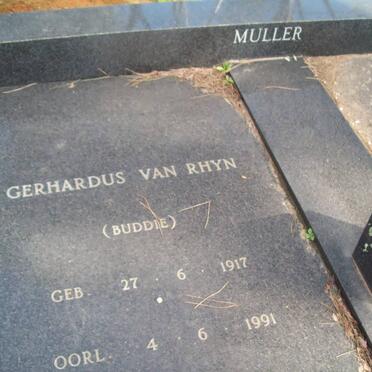 MULLER
GERHARDUS VAN RHYN
(BUDDIE)
GEB. 27 · 6 · 1917
OORL. 4 · 6 · 1991